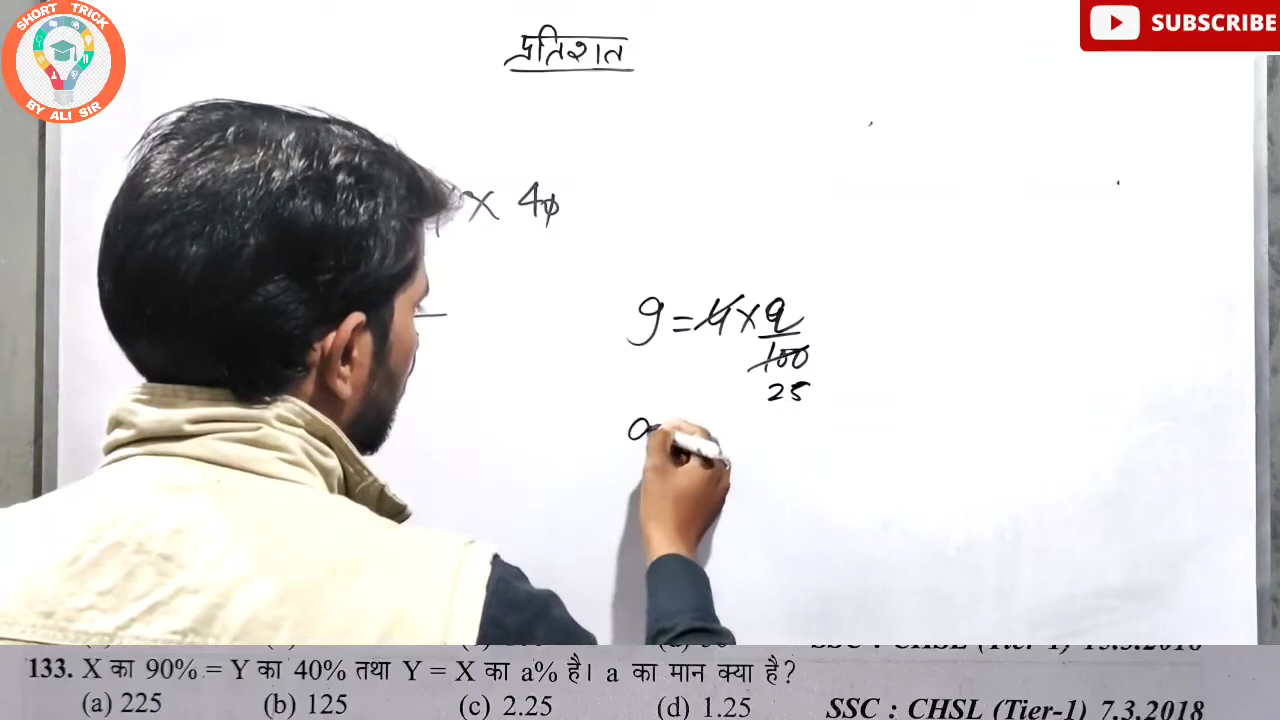 SHORT TRICK
BY ALI SIR
SUBSCRIBE
प्रतिशत
X 40
9 = 4 X a
100
25
a
133. X का 90% = Y का 40% तथा Y = X का a% है। a का मान क्या है?
(a) 225 (b) 125 (c) 2.25 (d) 1.25 SSC : CHSL (Tier-1) 7.3.2018